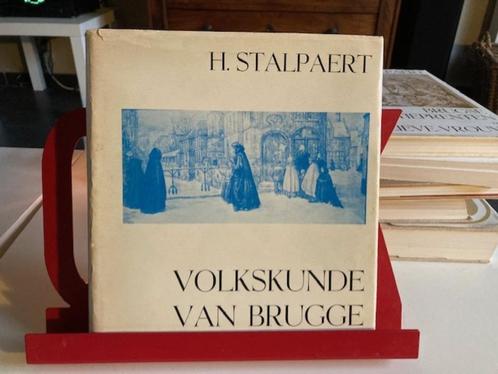 H. STALPAERT
VOLKSKUNDE
VAN BRUGGE